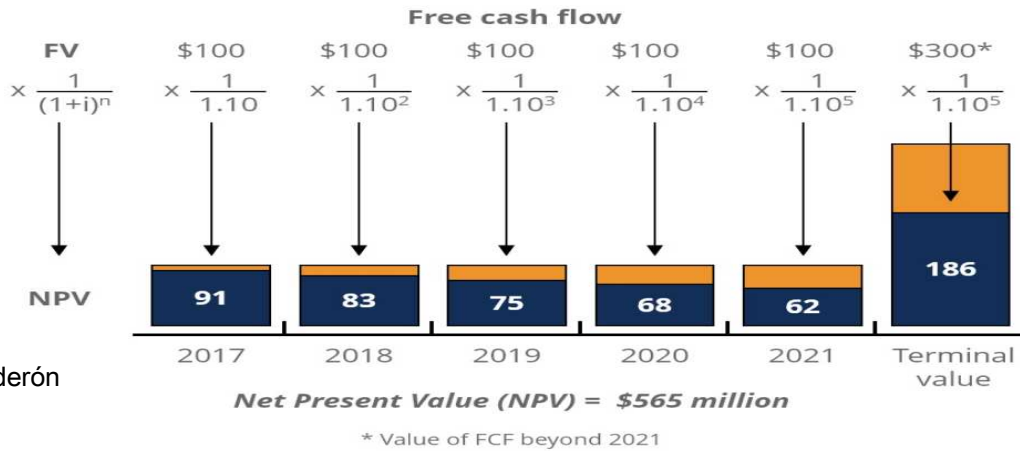 Free cash flow
FV $100 $100 $100 $100 $100 $300*
× 1/(1+i)ⁿ × 1/1.10 × 1/1.10² × 1/1.10³ × 1/1.10⁴ × 1/1.10⁵ × 1/1.10⁵
NPV 91 83 75 68 62 186
2017 2018 2019 2020 2021 Terminal value
derón
Net Present Value (NPV) = $565 million
* Value of FCF beyond 2021